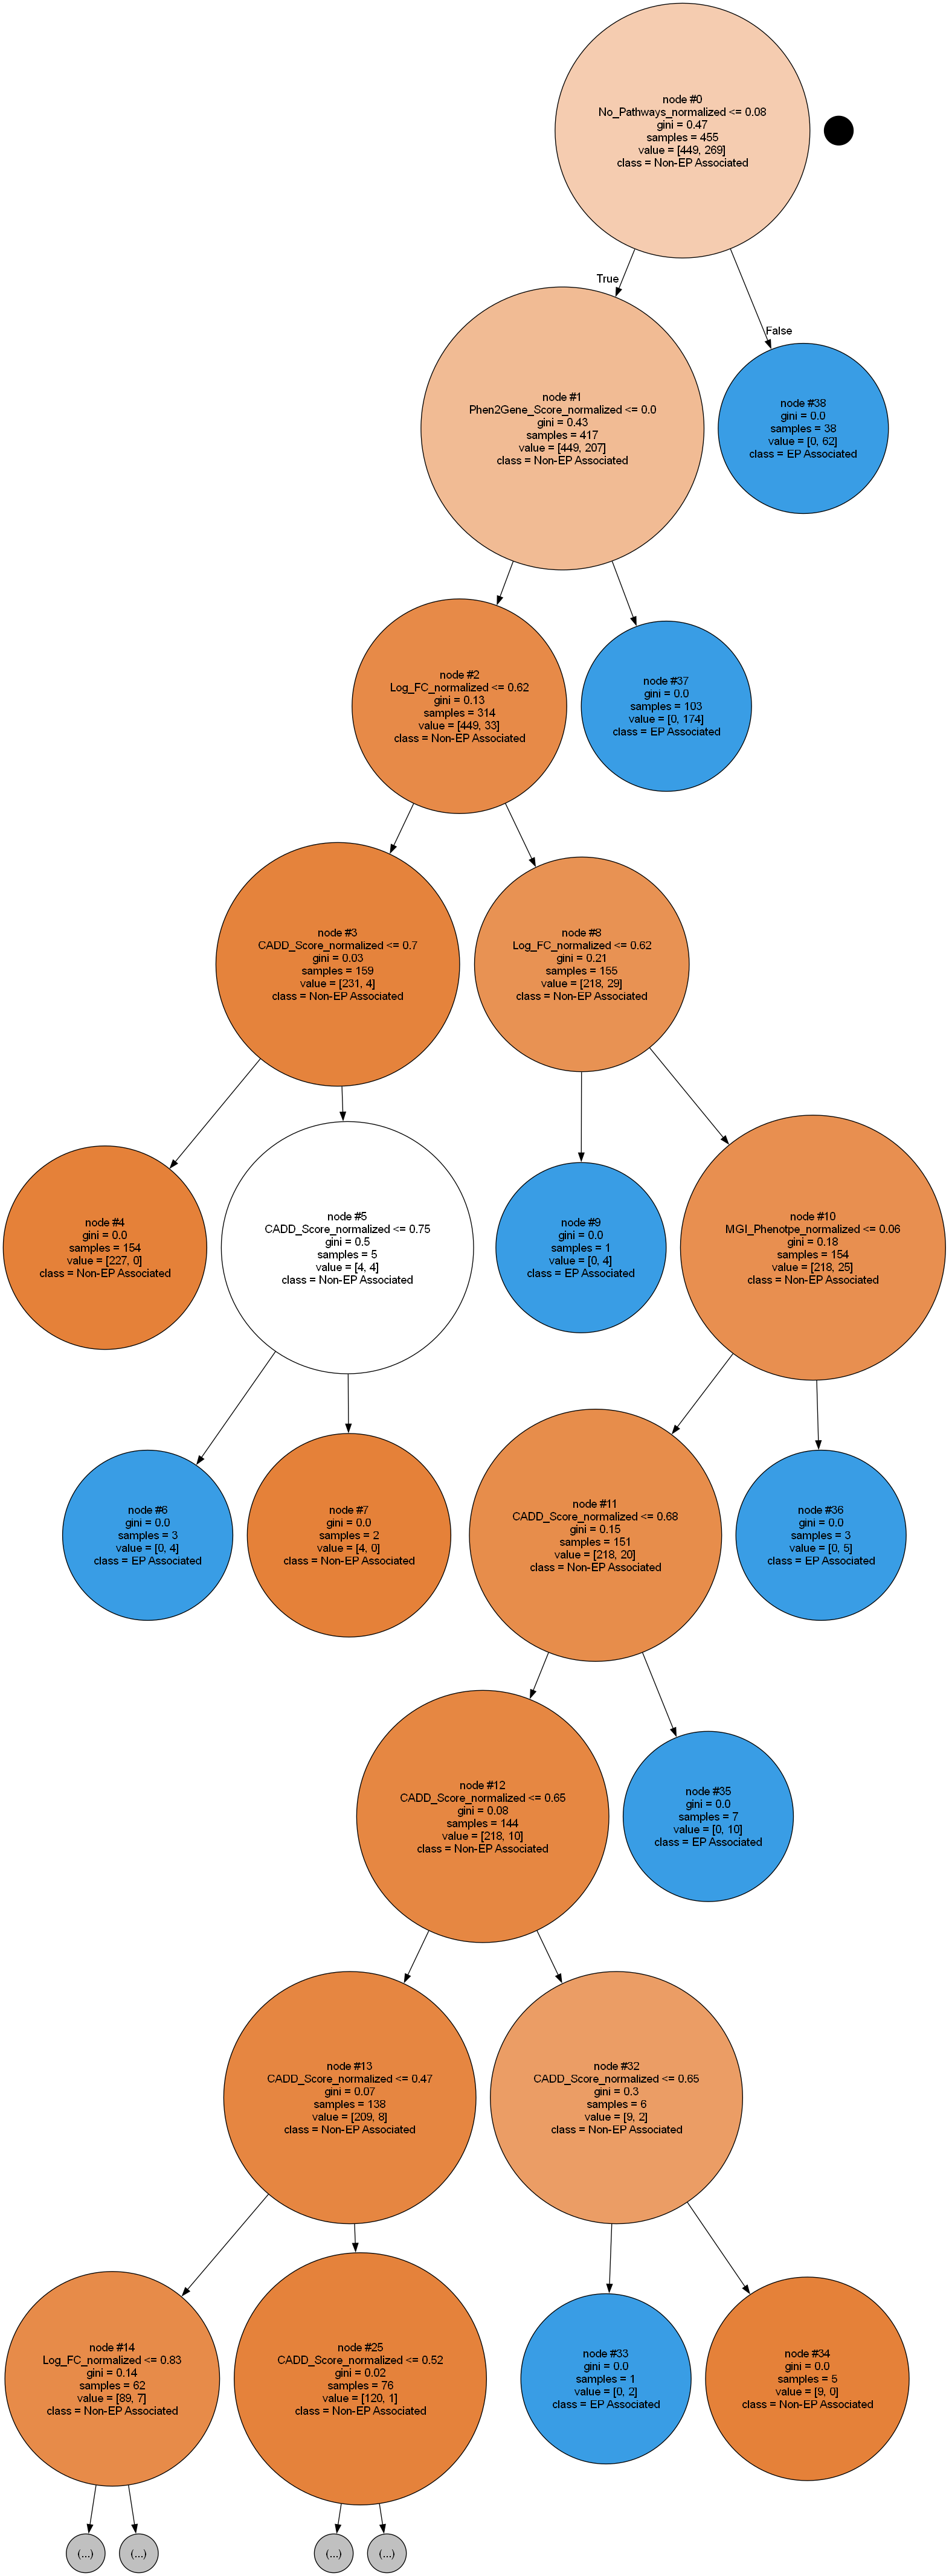 node #0
No_Pathways_normalized <= 0.08
gini = 0.47
samples = 455
value = [449, 269]
class = Non-EP Associated
True
False
node #1
Phen2Gene_Score_normalized <= 0.0
gini = 0.43
samples = 417
value = [449, 207]
class = Non-EP Associated
node #38
gini = 0.0
samples = 38
value = [0, 62]
class = EP Associated
node #2
Log_FC_normalized <= 0.62
gini = 0.13
samples = 314
value = [449, 33]
class = Non-EP Associated
node #37
gini = 0.0
samples = 103
value = [0, 174]
class = EP Associated
node #3
CADD_Score_normalized <= 0.7
gini = 0.03
samples = 159
value = [231, 4]
class = Non-EP Associated
node #8
Log_FC_normalized <= 0.62
gini = 0.21
samples = 155
value = [218, 29]
class = Non-EP Associated
node #4
gini = 0.0
samples = 154
value = [227, 0]
class = Non-EP Associated
node #5
CADD_Score_normalized <= 0.75
gini = 0.5
samples = 5
value = [4, 4]
class = Non-EP Associated
node #9
gini = 0.0
samples = 1
value = [0, 4]
class = EP Associated
node #10
MGI_Phenotpe_normalized <= 0.06
gini = 0.18
samples = 154
value = [218, 25]
class = Non-EP Associated
node #6
gini = 0.0
samples = 3
value = [0, 4]
class = EP Associated
node #7
gini = 0.0
samples = 2
value = [4, 0]
class = Non-EP Associated
node #11
CADD_Score_normalized <= 0.68
gini = 0.15
samples = 151
value = [218, 20]
class = Non-EP Associated
node #36
gini = 0.0
samples = 3
value = [0, 5]
class = EP Associated
node #12
CADD_Score_normalized <= 0.65
gini = 0.08
samples = 144
value = [218, 10]
class = Non-EP Associated
node #35
gini = 0.0
samples = 7
value = [0, 10]
class = EP Associated
node #13
CADD_Score_normalized <= 0.47
gini = 0.07
samples = 138
value = [209, 8]
class = Non-EP Associated
node #32
CADD_Score_normalized <= 0.65
gini = 0.3
samples = 6
value = [9, 2]
class = Non-EP Associated
node #14
Log_FC_normalized <= 0.83
gini = 0.14
samples = 62
value = [89, 7]
class = Non-EP Associated
node #25
CADD_Score_normalized <= 0.52
gini = 0.02
samples = 76
value = [120, 1]
class = Non-EP Associated
node #33
gini = 0.0
samples = 1
value = [0, 2]
class = EP Associated
node #34
gini = 0.0
samples = 5
value = [9, 0]
class = Non-EP Associated
(...)
(...)
(...)
(...)